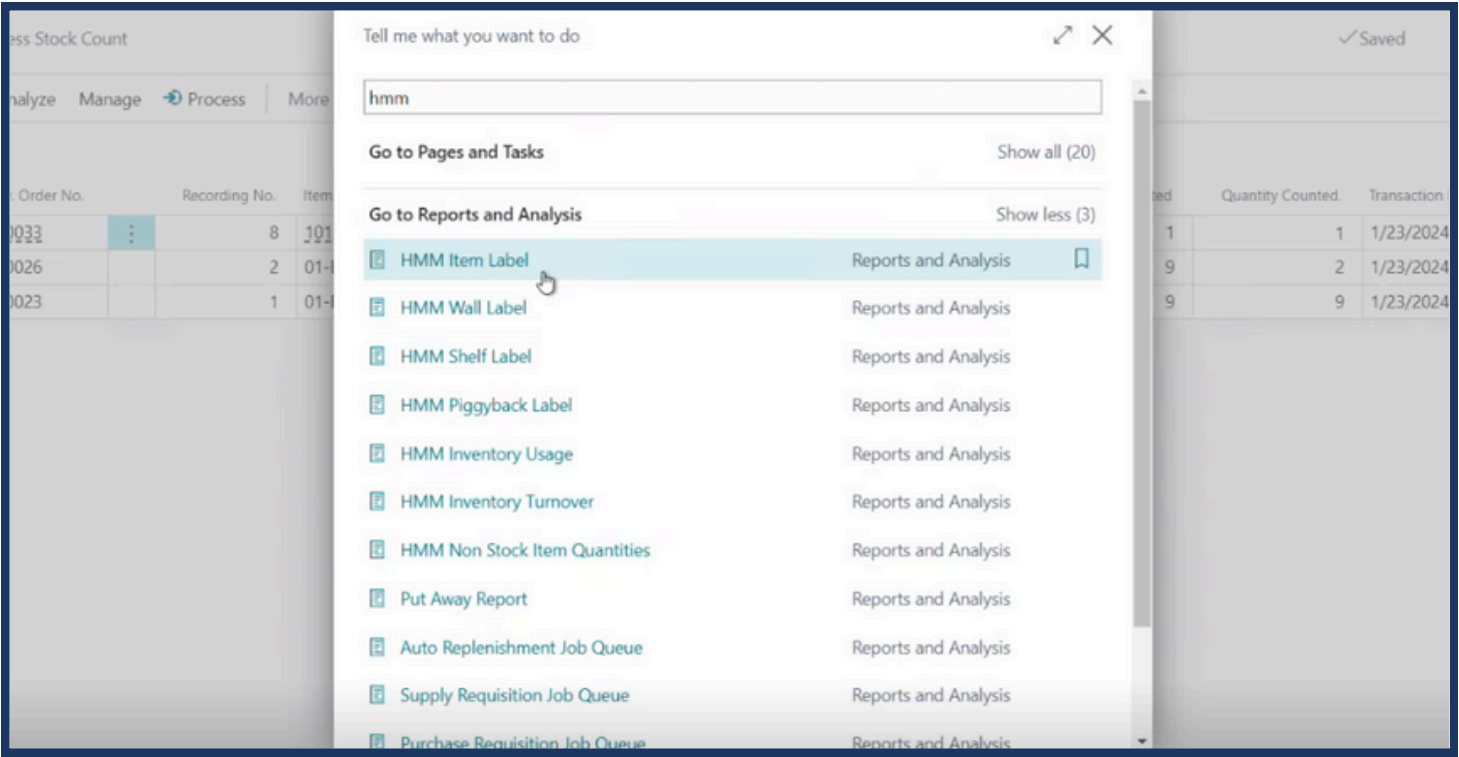 ess Stock Count
Tell me what you want to do
Saved
nalyze Manage Process More
hmm
Go to Pages and Tasks Show all (20)
. Order No. Recording No. Item
ted Quantity Counted. Transaction
Go to Reports and Analysis Show less (3)
0033 8 101
1 1 1/23/2024
HMM Item Label Reports and Analysis
0026 2 01-
9 2 1/23/2024
0023 1 01-
9 9 1/23/2024
HMM Wall Label Reports and Analysis
HMM Shelf Label Reports and Analysis
HMM Piggyback Label Reports and Analysis
HMM Inventory Usage Reports and Analysis
HMM Inventory Turnover Reports and Analysis
HMM Non Stock Item Quantities Reports and Analysis
Put Away Report Reports and Analysis
Auto Replenishment Job Queue Reports and Analysis
Supply Requisition Job Queue Reports and Analysis
Purchase Requisition Job Queue Reports and Analysis